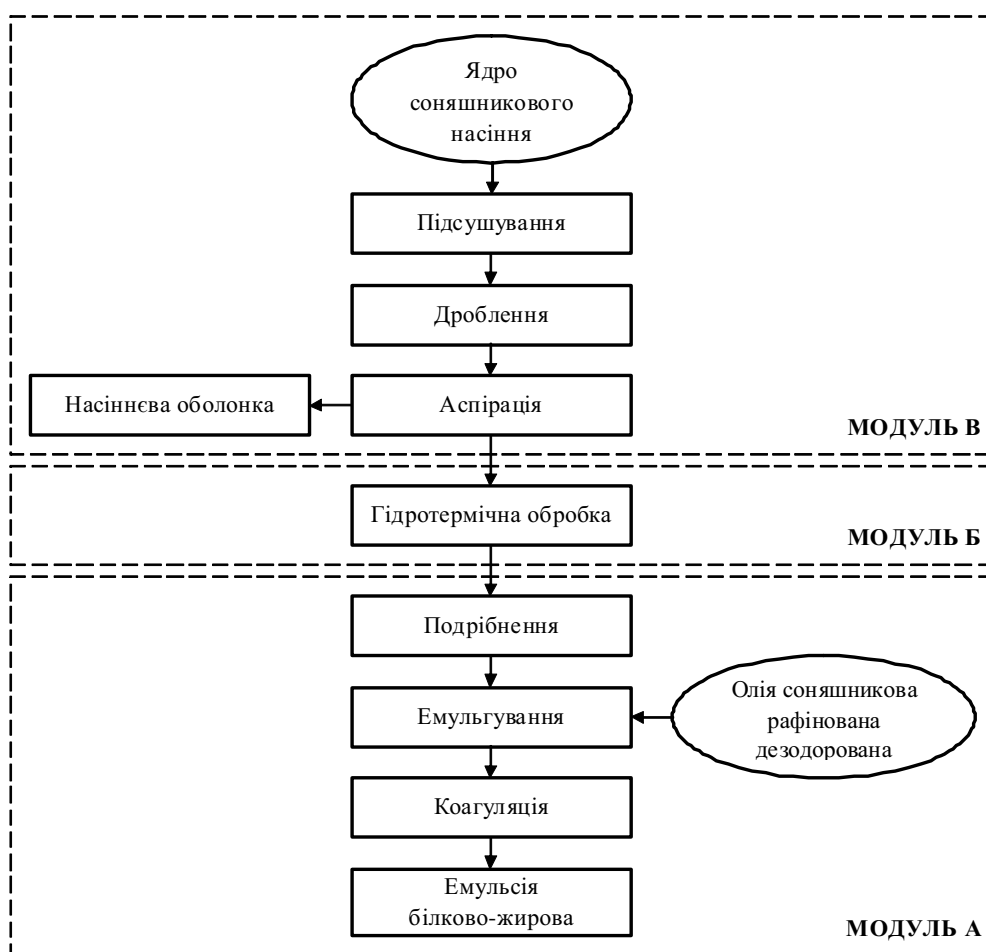 Ядро
соняшникового
насіння
Підсушування
Дроблення
Насіннєва оболонка
Аспірація
МОДУЛЬ В
Гідротермічна обробка
МОДУЛЬ Б
Подрібнення
Емульгування
Олія соняшникова
рафінована
дезодорована
Коагуляція
Емульсія
білково-жирова
МОДУЛЬ А